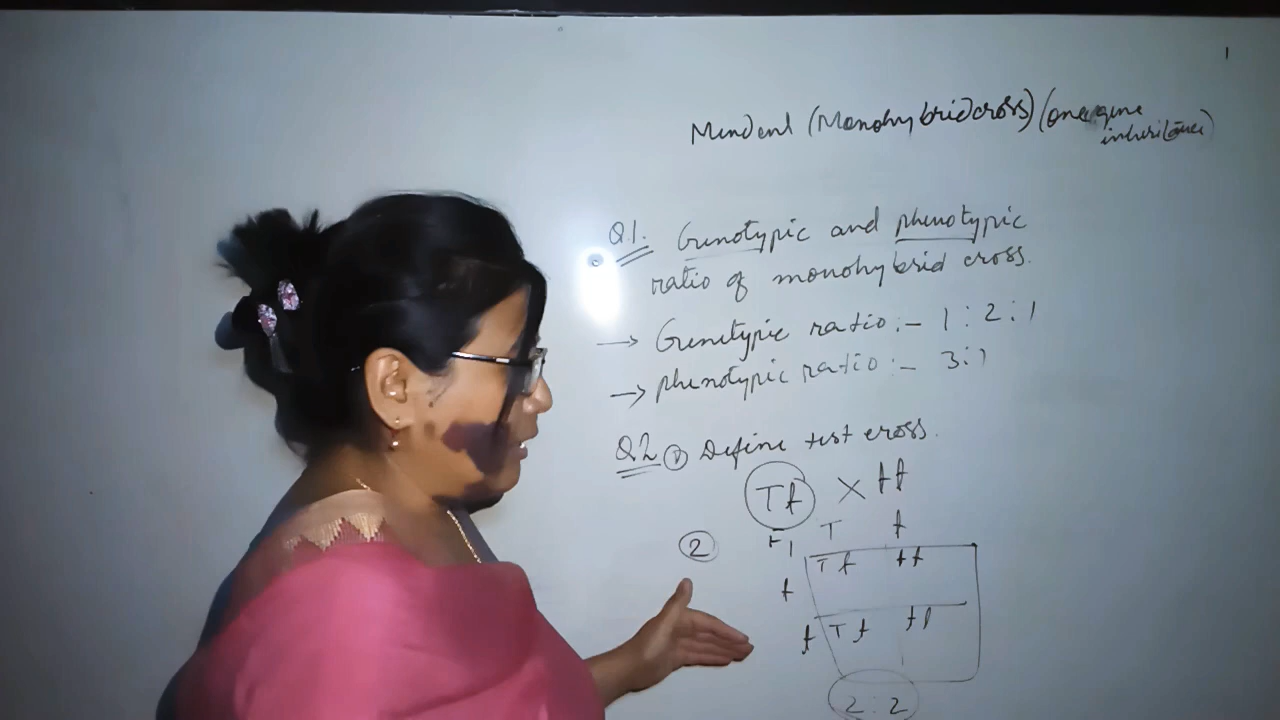 Mendel (Monohybrid cross) (one gene
inheritance)
Q1. Genotypic and phenotypic
ratio of monohybrid cross.
→ Genotypic ratio :- 1 : 2 : 1
→ phenotypic ratio :- 3:1
Q2 ① Define test cross.
Tt × tt
② F1 T t
t Tt tt
t Tt tt
2 : 2